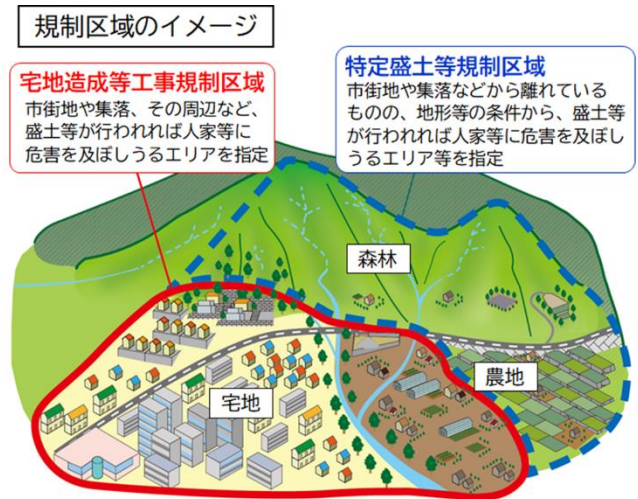 規制区域のイメージ
宅地造成等工事規制区域
市街地や集落、その周辺など、
盛土等が行われれば人家等に
危害を及ぼしうるエリアを指定
特定盛土等規制区域
市街地や集落などから離れている
ものの、地形等の条件から、盛土等
が行われれば人家等に危害を及ぼし
うるエリア等を指定
森林
農地
宅地